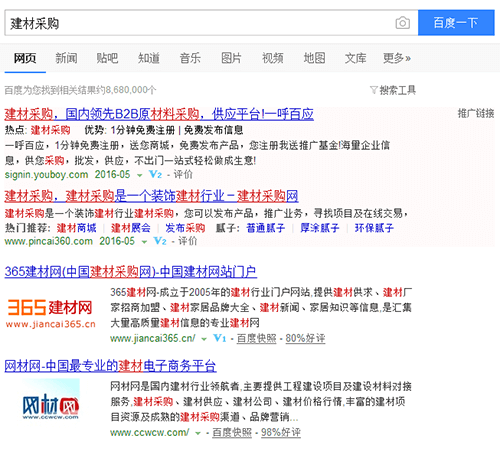 建材采购
百度一下
网页 新闻 贴吧 知道 音乐 图片 视频 地图 文库 更多»
百度为您找到相关结果约8,680,000个 搜索工具
建材采购，国内领先B2B原材料采购，供应平台!一呼百应 推广链接
热点: 建材采购 优势: 1分钟免费注册 | 免费发布信息
一呼百应，1分钟免费注册，送您商城，免费发布产品，您注册我送推广基金!海量企业信
息，供您采购，批发，供应，不出门一站式轻轻做成生意!
signin.youboy.com 2016-05 V2 - 评价
建材采购，建材采购是一个装饰建材行业－建材采购网
建材采购是一个装饰建材行业建材采购，您可以发布产品，推广业务，寻找项目及在线交易，
热门推荐: 建材商城 | 建材展会 | 发布采购 腻子: 普通腻子 | 厚涂腻子 | 环保腻子
www.pincai360.com 2016-05 V2 - 评价
365建材网(中国建材采购网)-中国建材网站门户
365建材网
www.jiancai365.cn
365建材网-成立于2005年的建材行业门户网站,提供建材供求、建材厂
家招商加盟、建材家居品牌大全、建材新闻、家居知识等信息,是汇集
大量高质量建材信息的专业建材网
www.jiancai365.cn/ V1 - 百度快照 - 80%好评
网材网-中国最专业的建材电子商务平台
网材网
www.ccwcw.com
网材网是国内建材行业领航者,主要提供工程建设项目及建设材料对接
服务,建材采购、建材供应、建材公司、建材价格行情,丰富的建材项
目资源及成熟的建材采购渠道、品牌营销...
www.ccwcw.com/ - 百度快照 - 98%好评